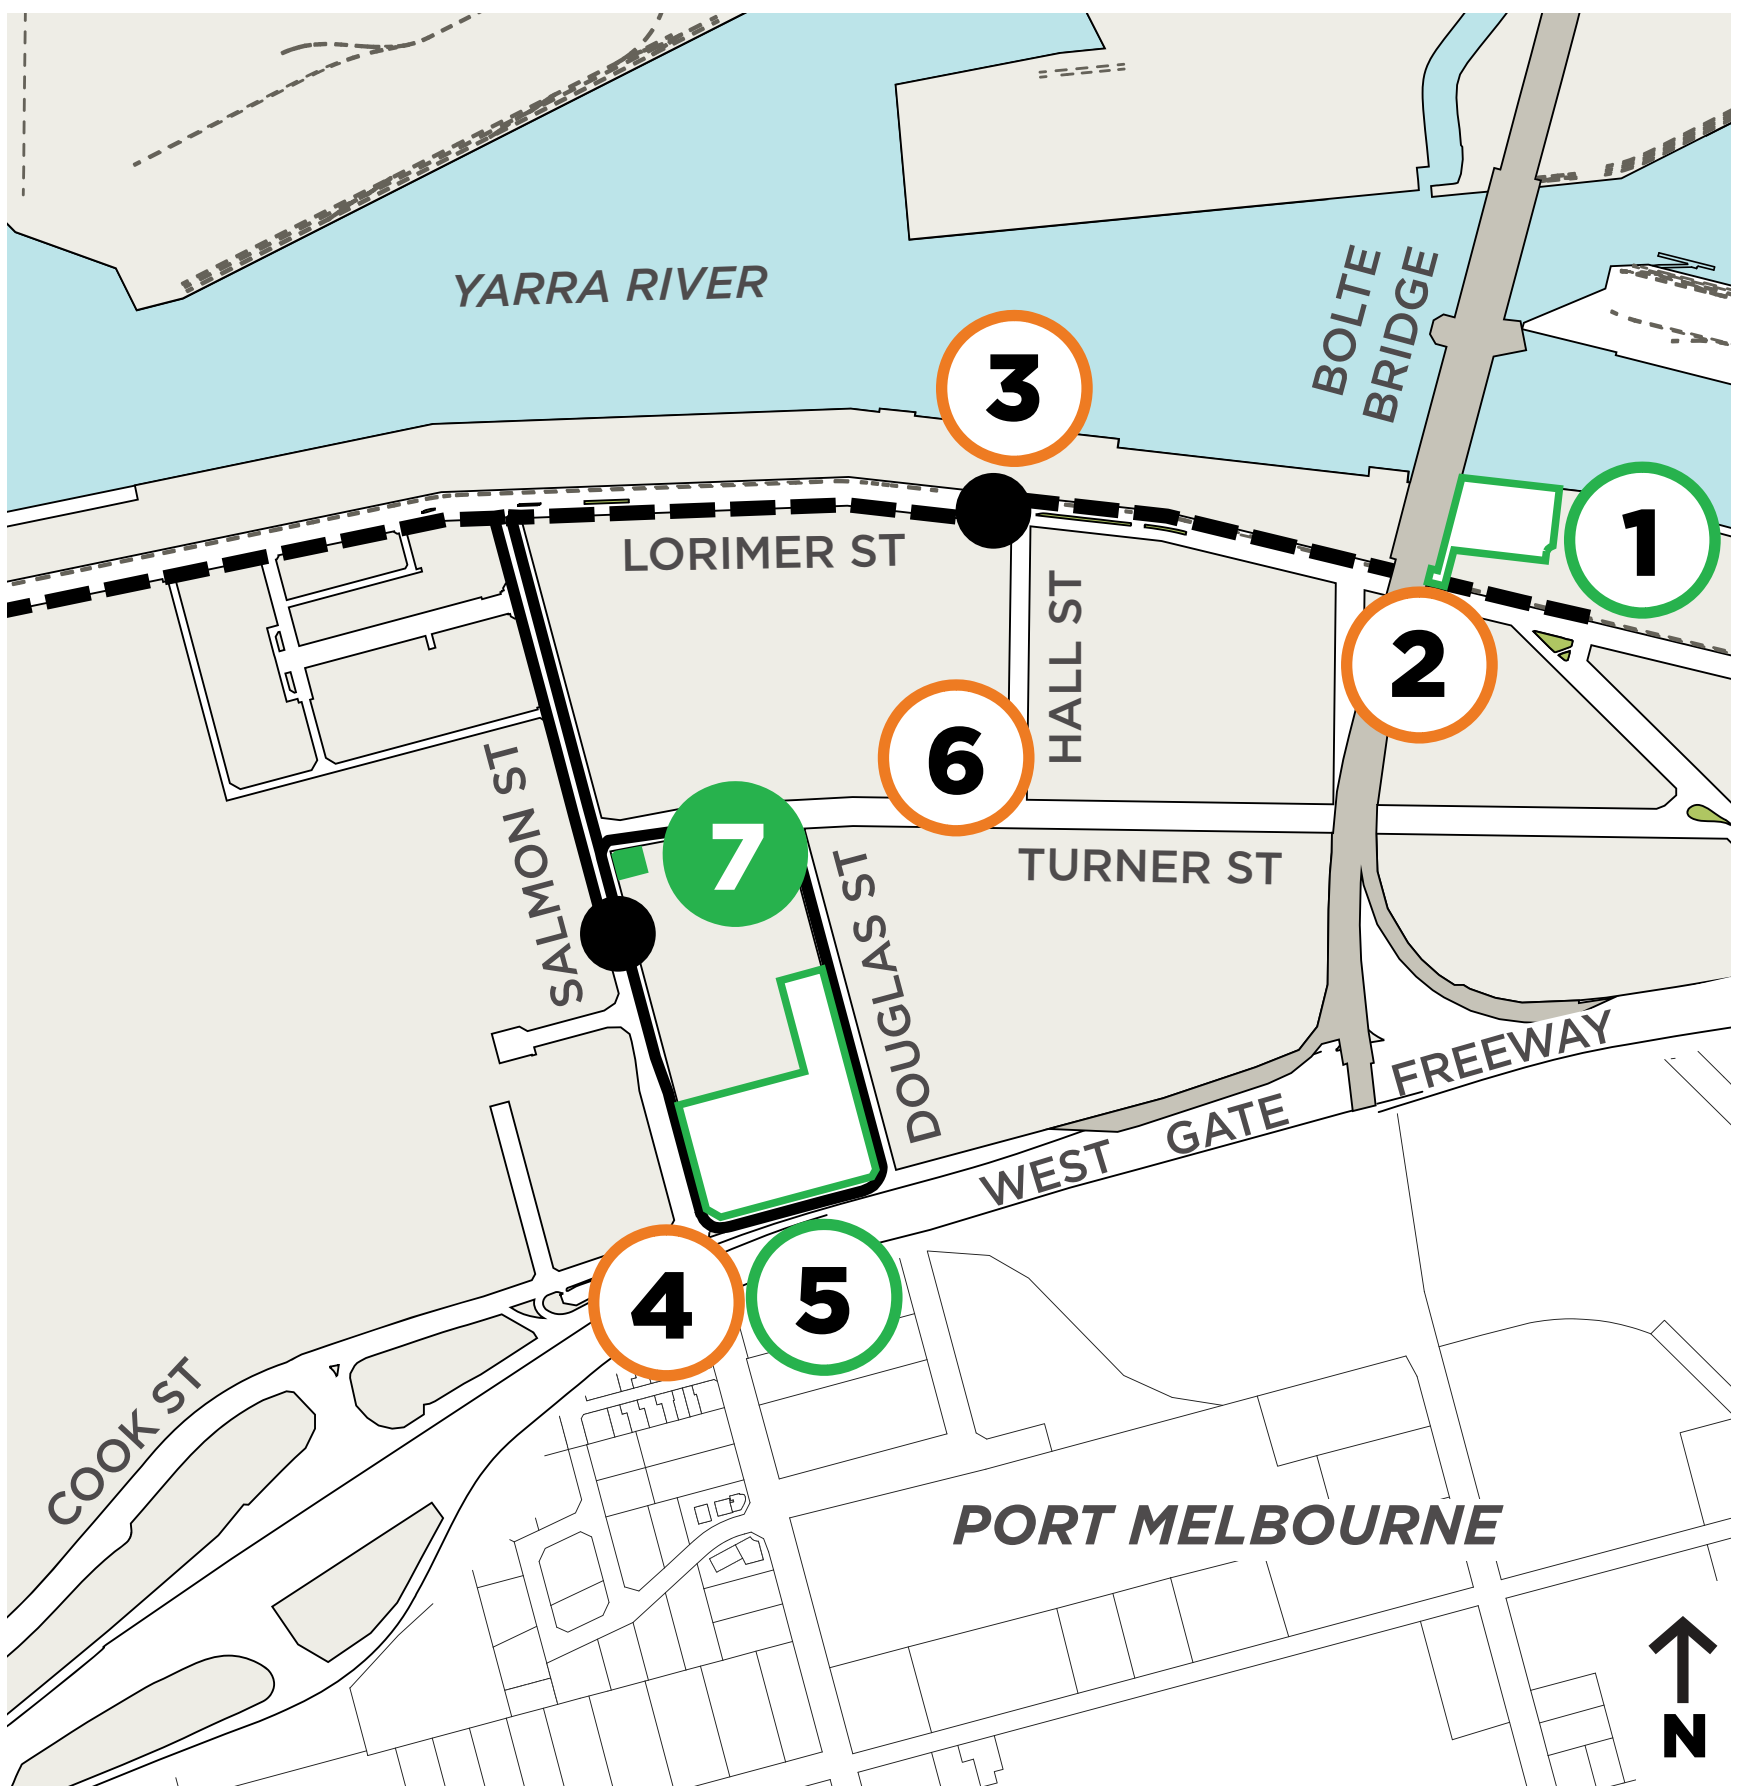 YARRA RIVER
BOLTE
BRIDGE
3
1
LORIMER ST
HALL ST
2
6
SALMON ST
7
DOUGLAS ST
TURNER ST
FREEWAY
WEST GATE
4
5
COOK ST
PORT MELBOURNE
N